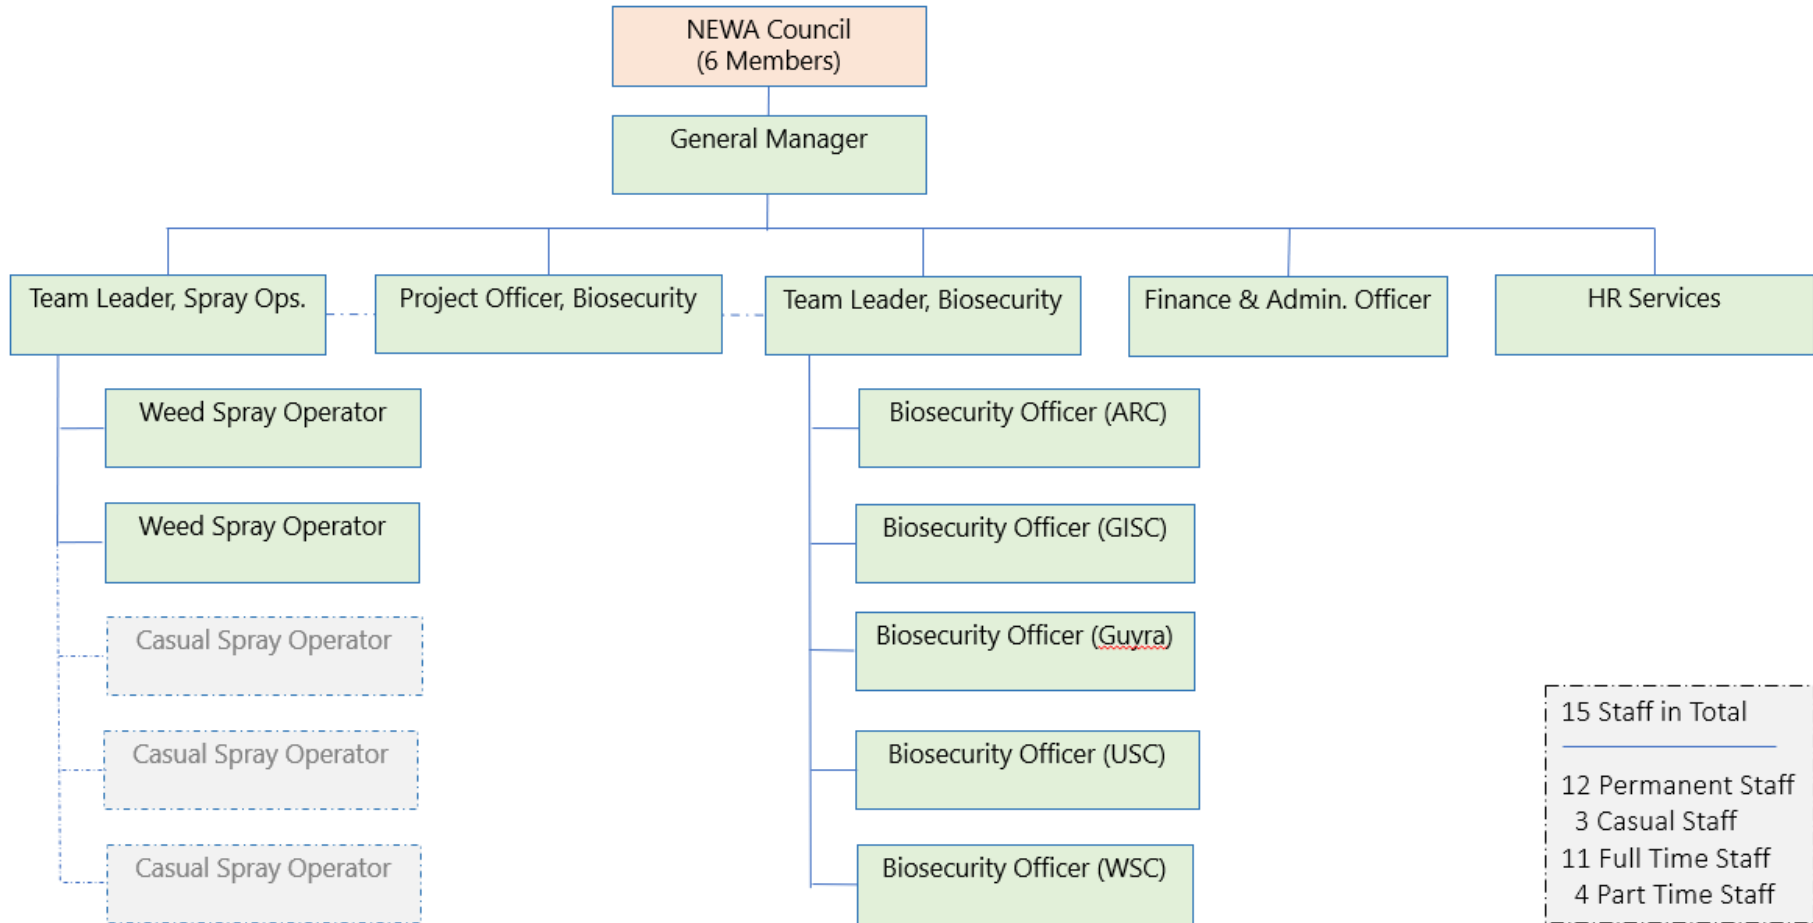 NEWA Council
(6 Members)
General Manager
Team Leader, Spray Ops.
Project Officer, Biosecurity
Team Leader, Biosecurity
Finance & Admin. Officer
HR Services
Weed Spray Operator
Weed Spray Operator
Casual Spray Operator
Casual Spray Operator
Casual Spray Operator
Biosecurity Officer (ARC)
Biosecurity Officer (GISC)
Biosecurity Officer (Guyra)
Biosecurity Officer (USC)
Biosecurity Officer (WSC)
15 Staff in Total
12 Permanent Staff
3 Casual Staff
11 Full Time Staff
4 Part Time Staff